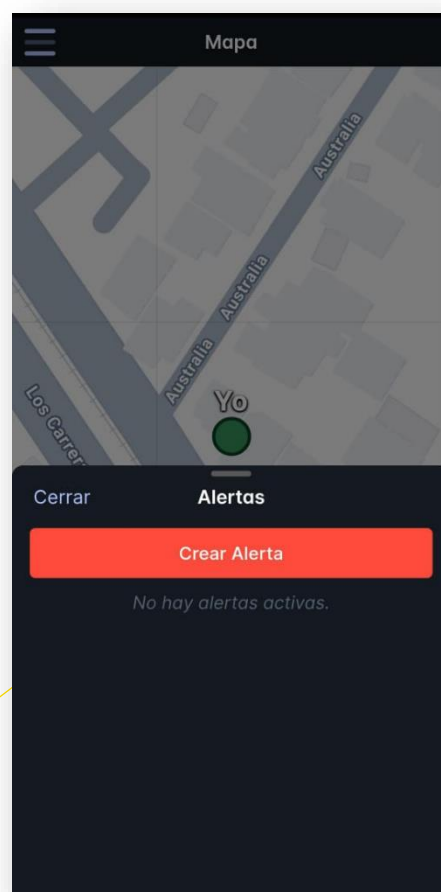 Mapa
Australia
Australia
Australia
Los Carrer
Yo
Cerrar
Alertas
Crear Alerta
No hay alertas activas.